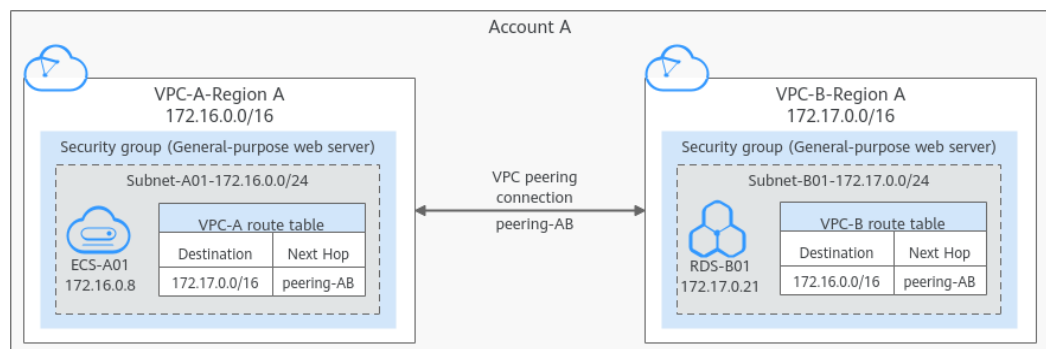 Account A
VPC-A-Region A
172.16.0.0/16
Security group (General-purpose web server)
Subnet-A01-172.16.0.0/24
VPC-A route table
Destination
Next Hop
172.17.0.0/16
peering-AB
ECS-A01
172.16.0.8
VPC peering
connection
peering-AB
VPC-B-Region A
172.17.0.0/16
Security group (General-purpose web server)
Subnet-B01-172.17.0.0/24
VPC-B route table
Destination
Next Hop
172.16.0.0/16
peering-AB
RDS-B01
172.17.0.21